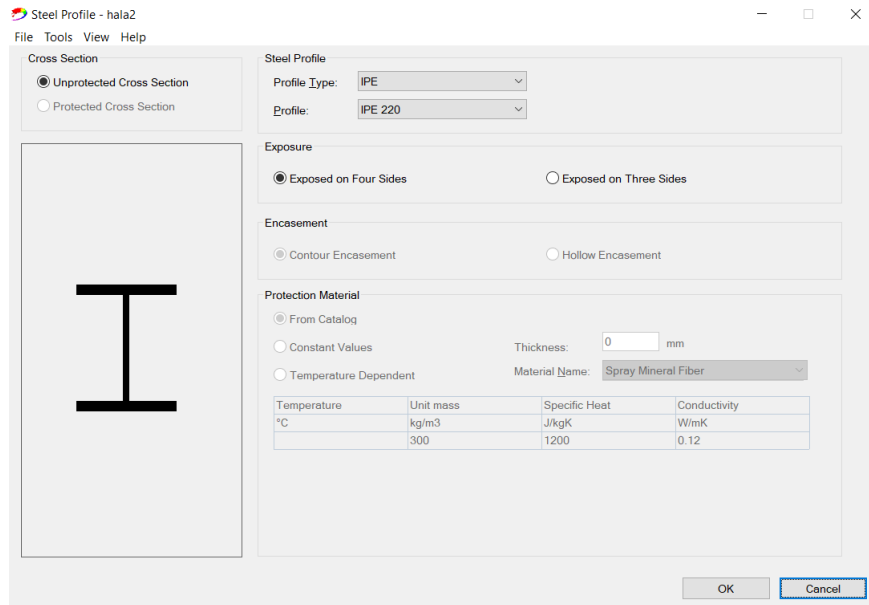 Steel Profile - hala2
File Tools View Help
Cross Section
Unprotected Cross Section
Protected Cross Section
Steel Profile
Profile Type: IPE
Profile: IPE 220
Exposure
Exposed on Four Sides Exposed on Three Sides
Encasement
Contour Encasement Hollow Encasement
Protection Material
From Catalog
Constant Values Thickness: 0 mm
Temperature Dependent Material Name: Spray Mineral Fiber
Temperature Unit mass Specific Heat Conductivity
°C kg/m3 J/kgK W/mK
300 1200 0.12
OK Cancel